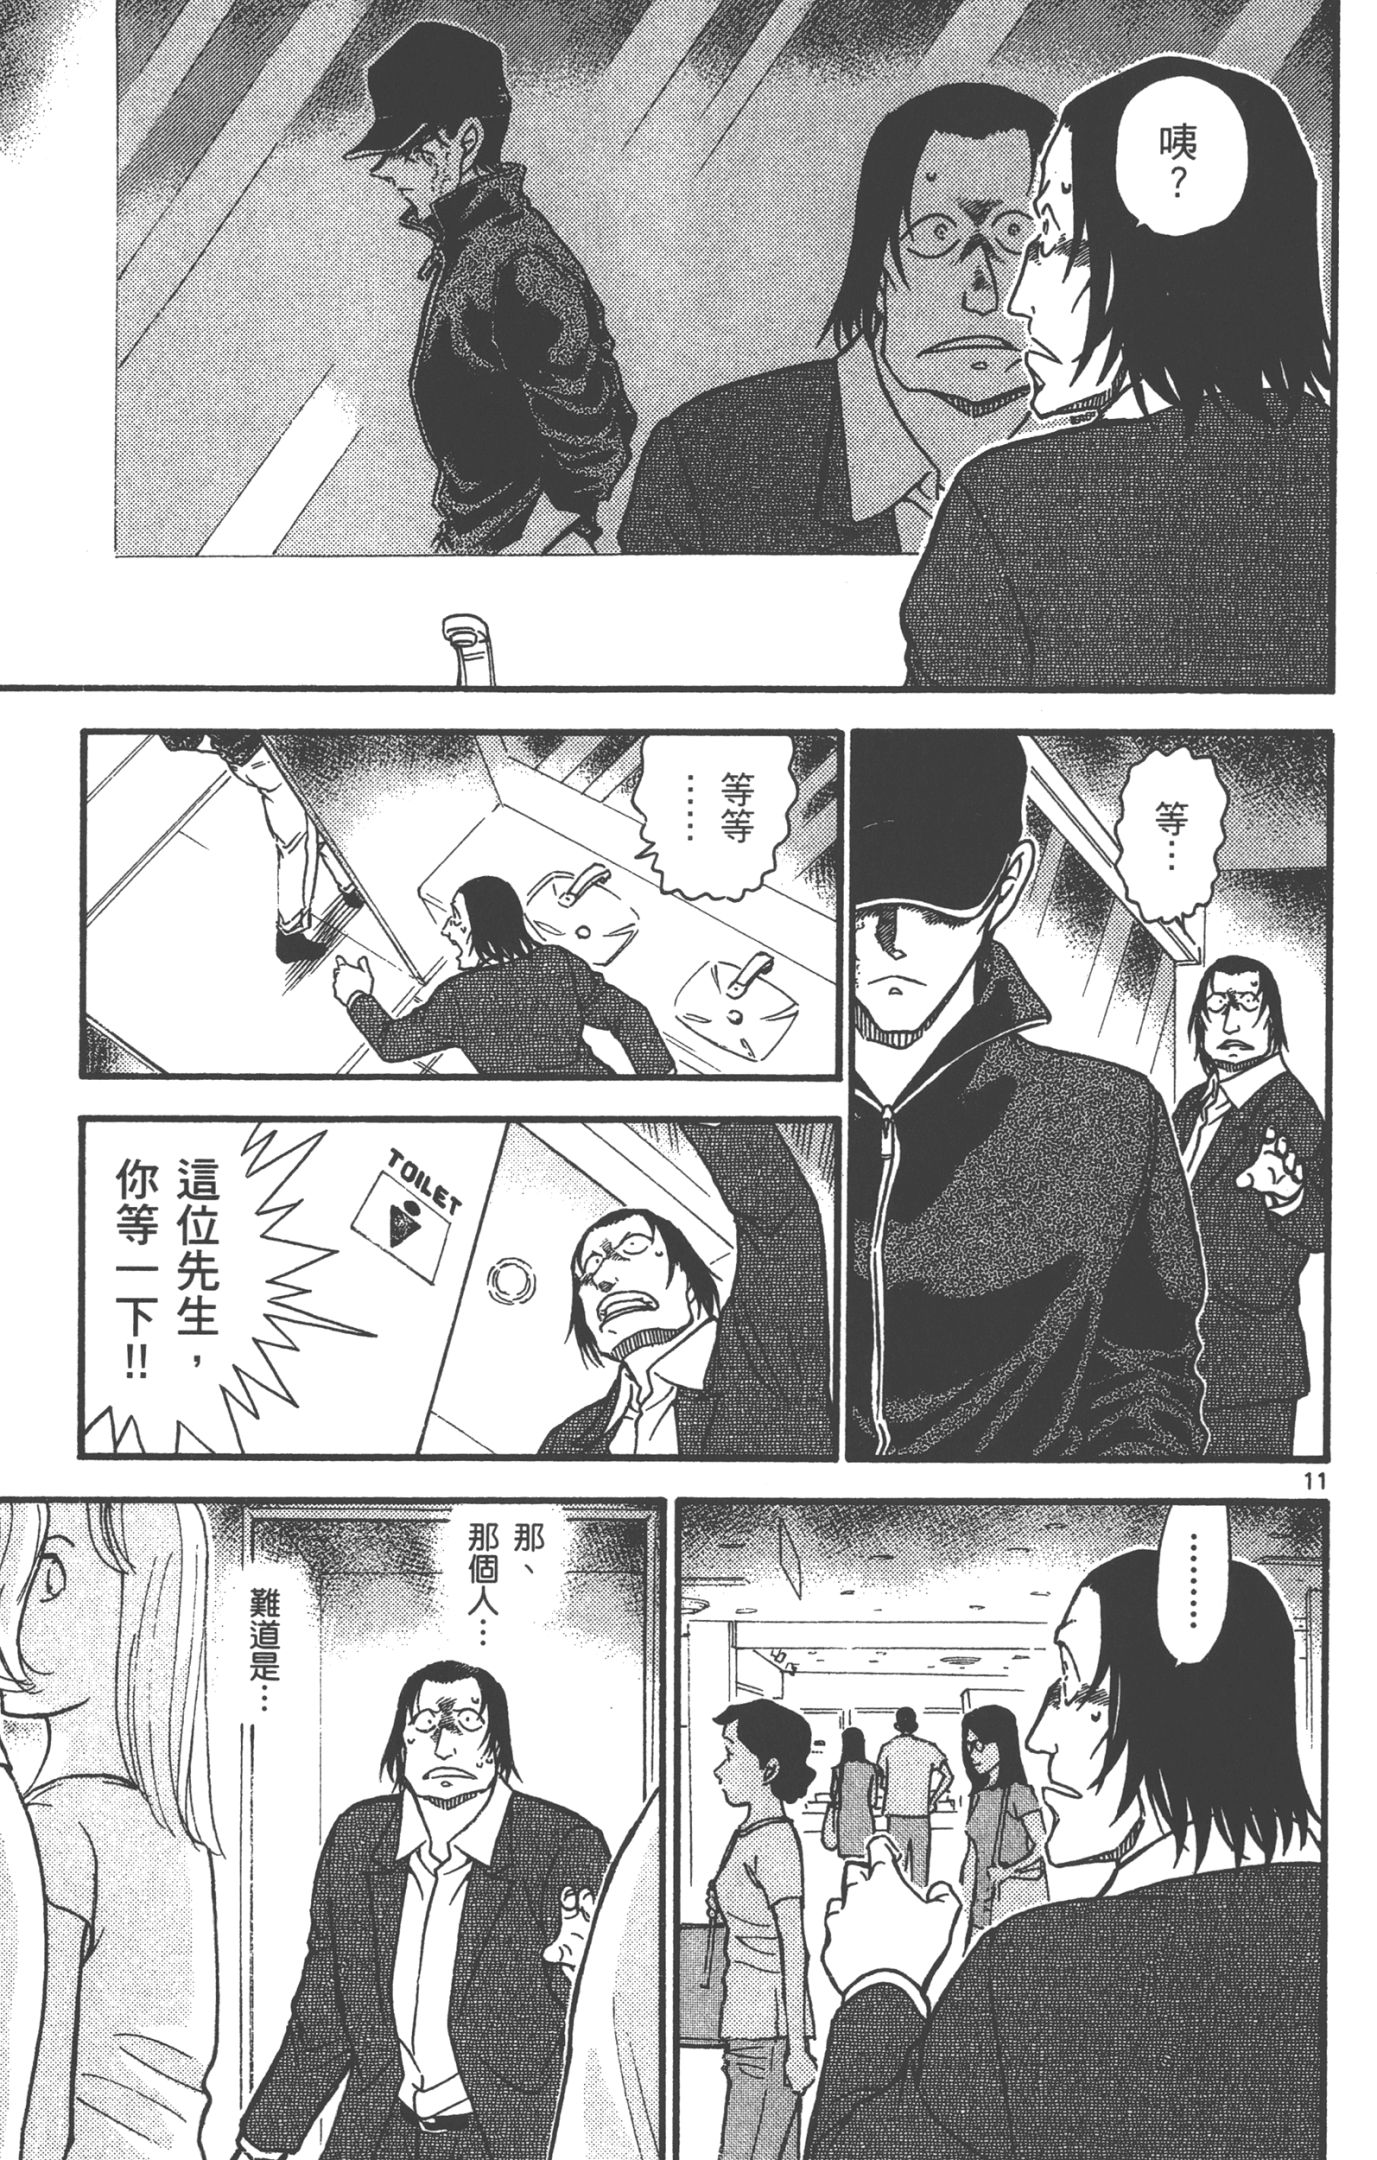 咦？
等…
等等
……
TOILET
這位先生，
你等一下!!
11
………
那、
那個人…
難道是…